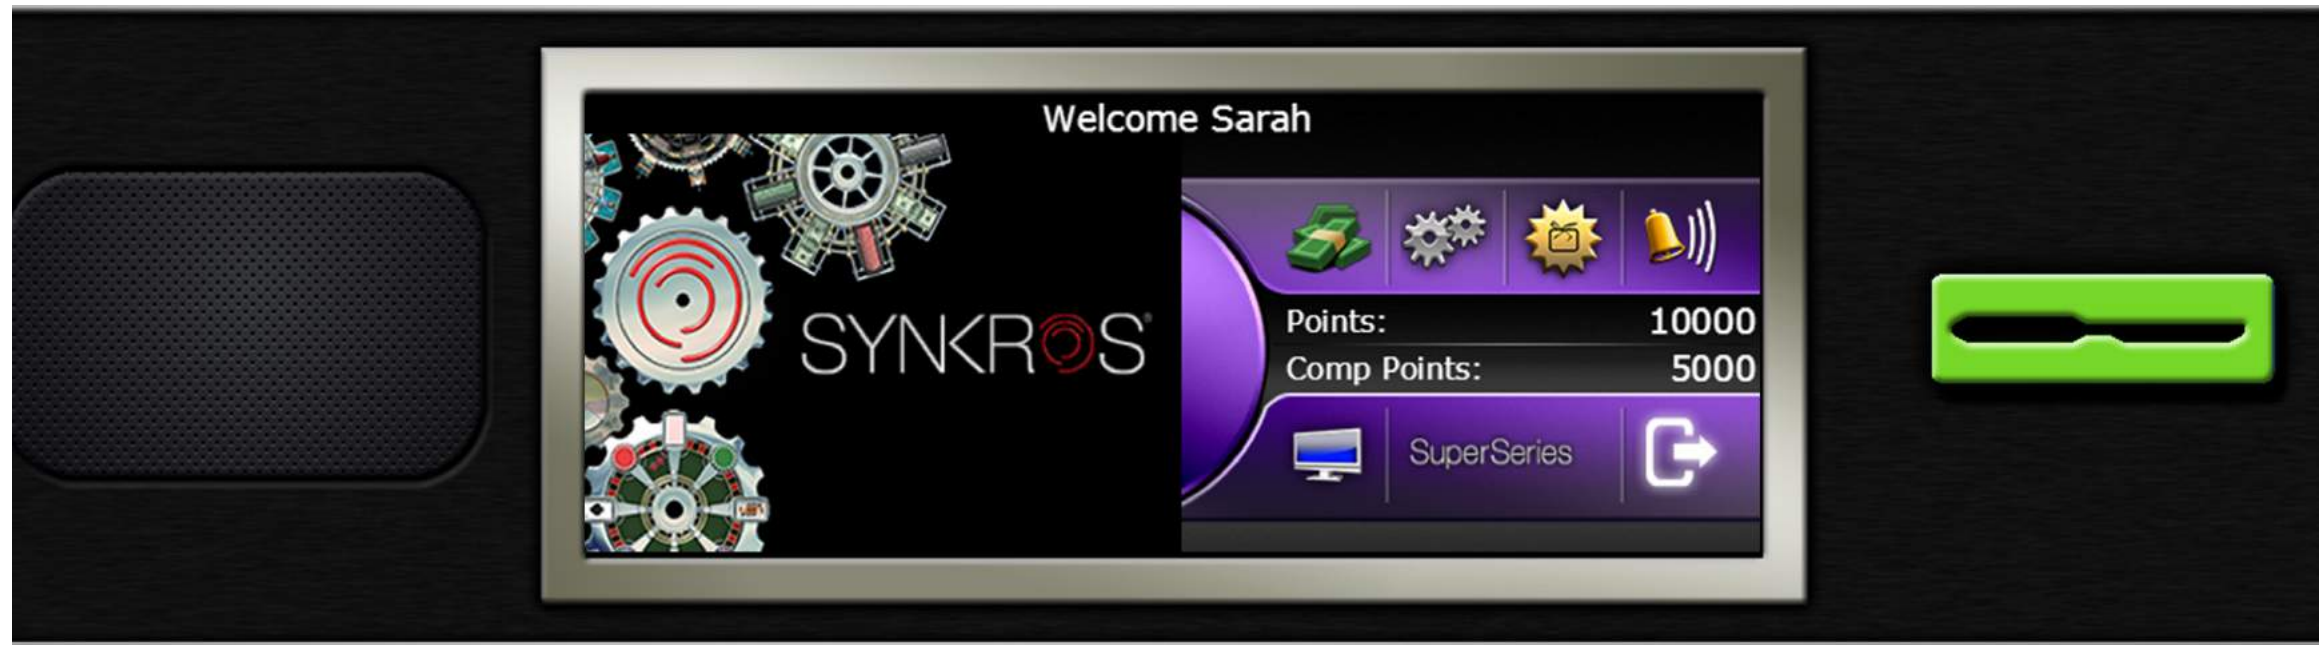 Welcome Sarah
SYNKROS®
Points: 10000
Comp Points: 5000
SuperSeries